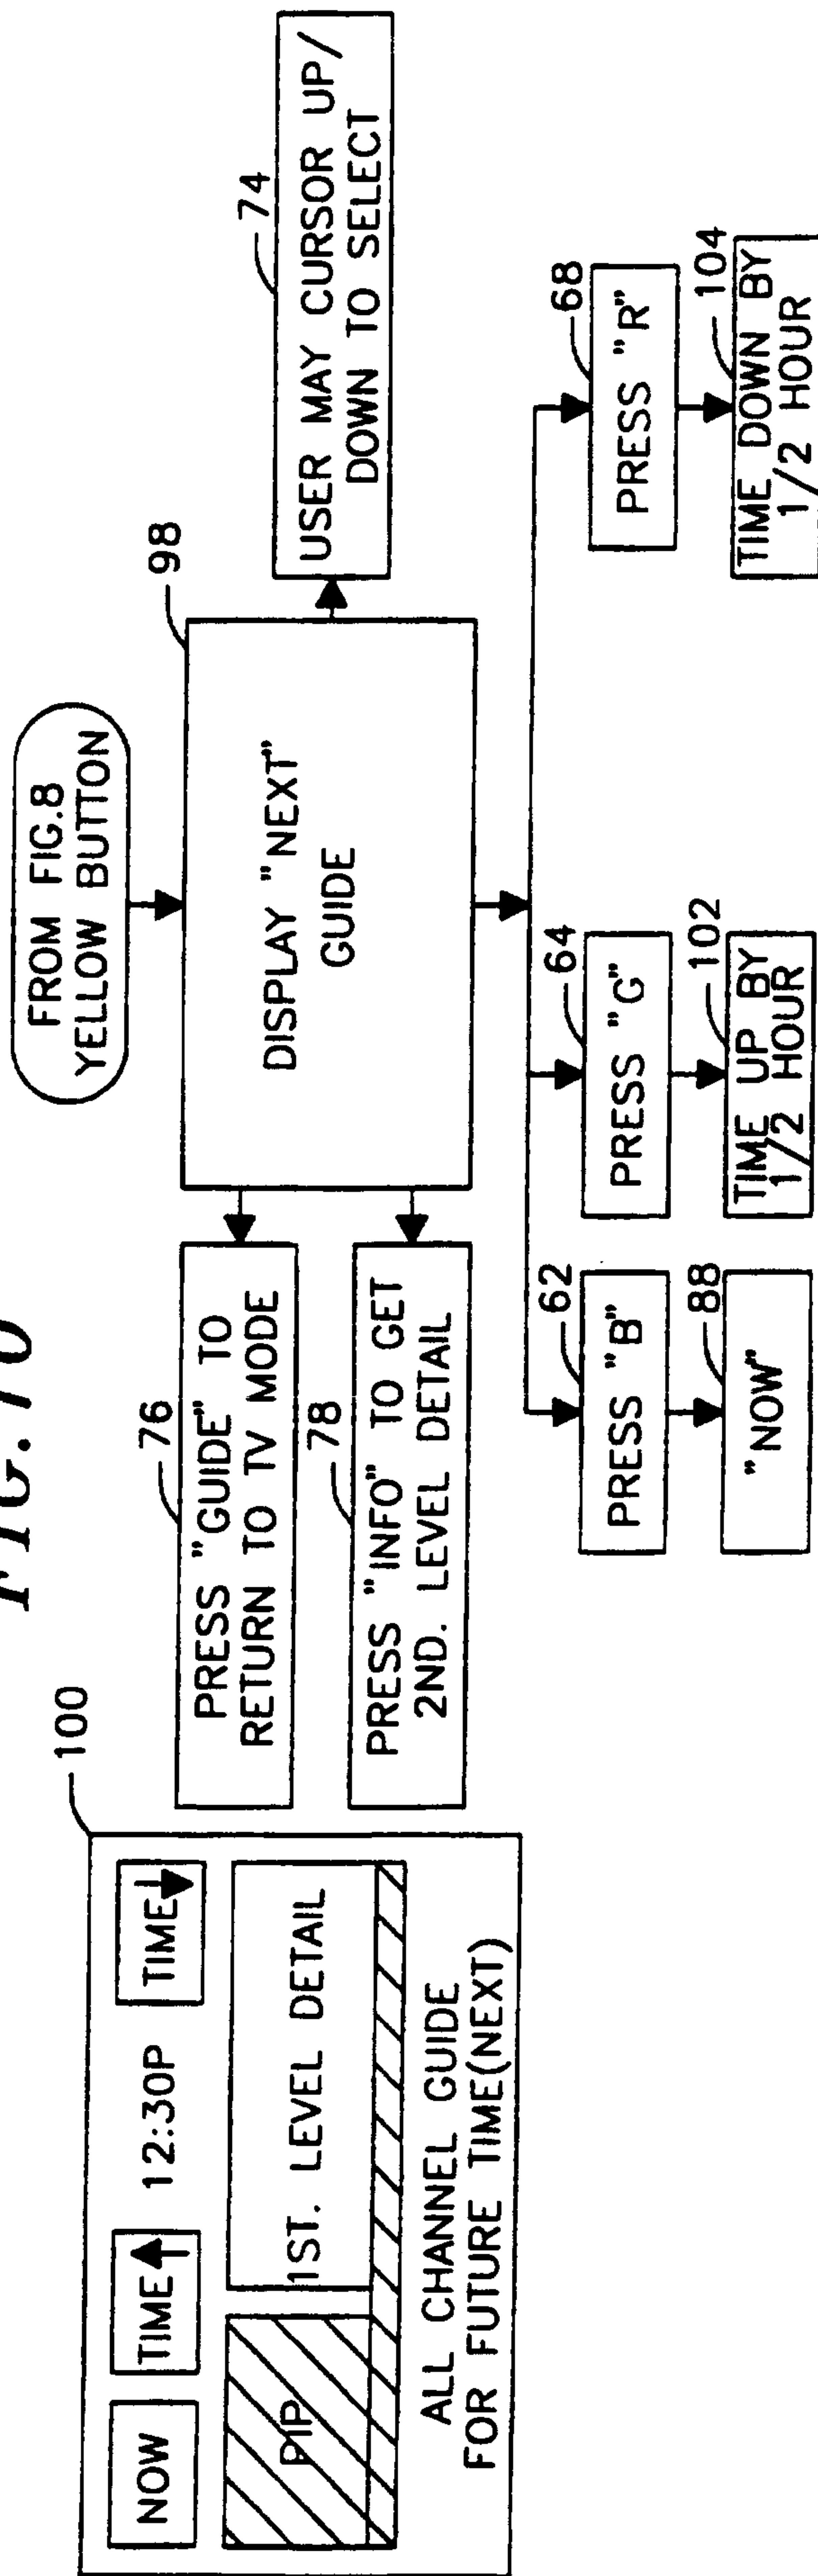 FIG.10
FROM FIG.8
YELLOW BUTTON
98
DISPLAY "NEXT"
GUIDE
74
USER MAY CURSOR UP/
DOWN TO SELECT
76
PRESS "GUIDE" TO
RETURN TO TV MODE
78
PRESS "INFO" TO GET
2ND. LEVEL DETAIL
100
NOW
TIME
12:30P
TIME
PIP
1ST. LEVEL DETAIL
ALL CHANNEL GUIDE
FOR FUTURE TIME(NEXT)
62
PRESS "B"
88
"NOW"
64
PRESS "G"
102
TIME UP BY
1/2 HOUR
68
PRESS "R"
104
TIME DOWN BY
1/2 HOUR